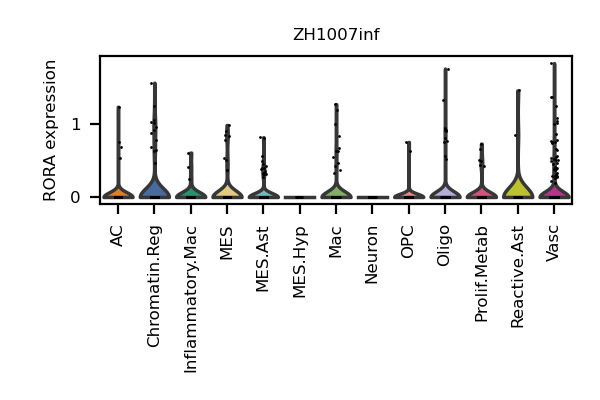 ZH1007inf
RORA expression
1
0
AC
Chromatin.Reg
Inflammatory.Mac
MES
MES.Ast
MES.Hyp
Mac
Neuron
OPC
Oligo
Prolif.Metab
Reactive.Ast
Vasc